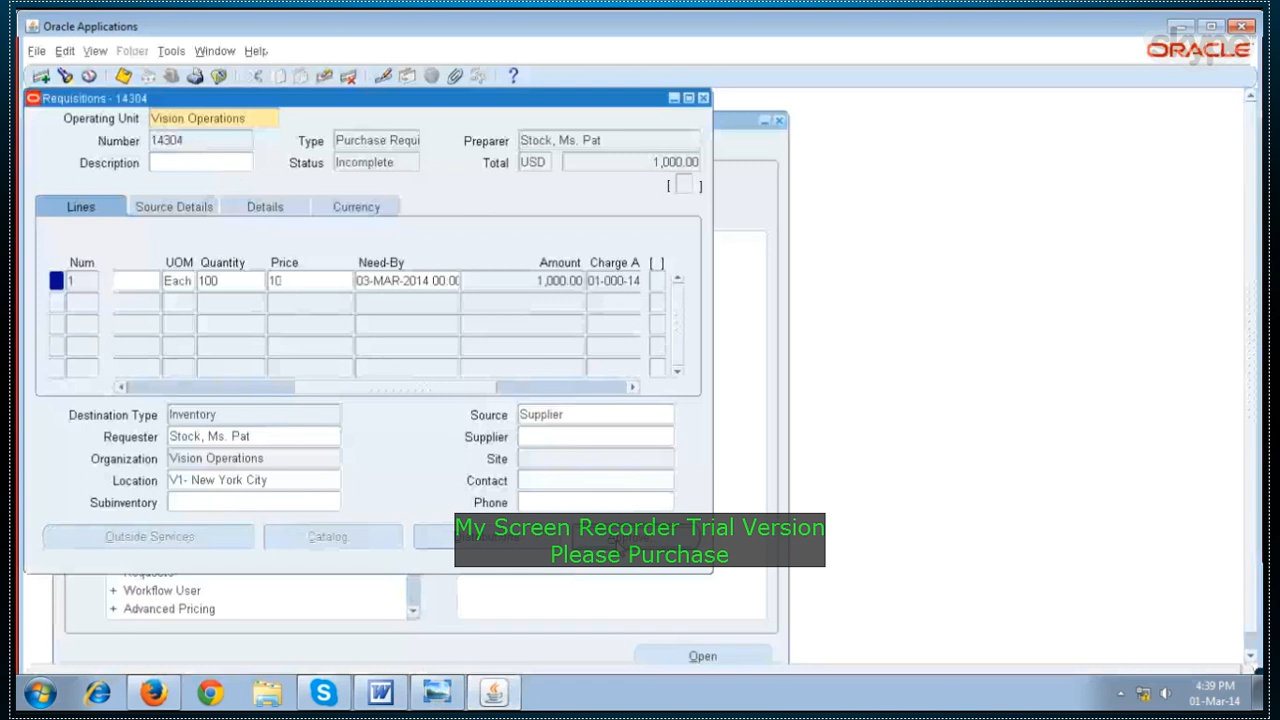 Oracle Applications
skype
File Edit View Folder Tools Window Help
ORACLE
Requisitions - 14304
Operating Unit Vision Operations
Number 14304 Type Purchase Requi Preparer Stock, Ms. Pat
Description Status Incomplete Total USD 1,000.00
[ ]
Lines Source Details Details Currency
Num UOM Quantity Price Need-By Amount Charge A [ ]
1 Each 100 10 03-MAR-2014 00:00 1,000.00 01-000-14
Destination Type Inventory Source Supplier
Requester Stock, Ms. Pat Supplier
Organization Vision Operations Site
Location V1- New York City Contact
Subinventory Phone
Outside Services Catalog
My Screen Recorder Trial Version
Please Purchase
+ Workflow User
+ Advanced Pricing
Open
4:39 PM
01-Mar-14